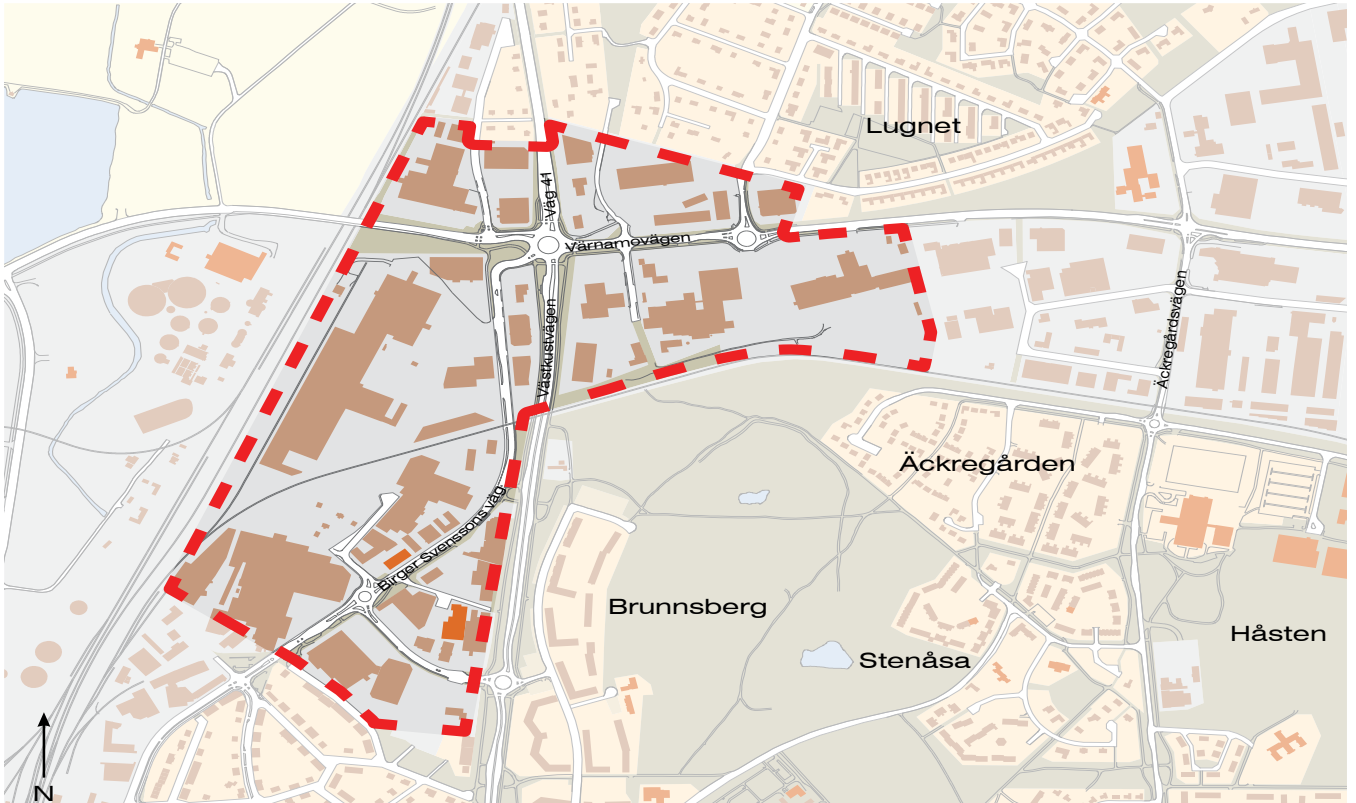 Lugnet
Väg 41
Värnamovägen
Västkustvägen
Äckregårdsvägen
Äckregården
Birger Svenssons väg
Brunnsberg
Håsten
Stenåsa
N